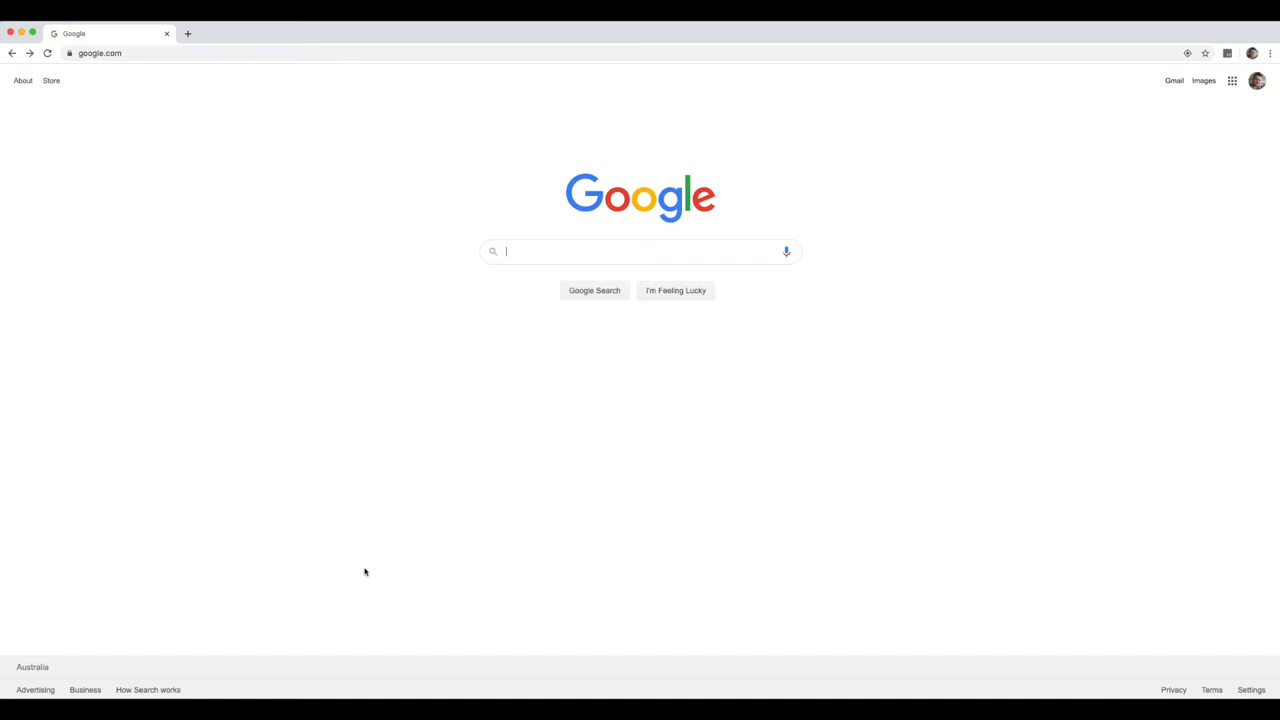 Google
google.com
About Store Gmail Images
Google
Google Search I'm Feeling Lucky
Australia
Advertising Business How Search works Privacy Terms Settings